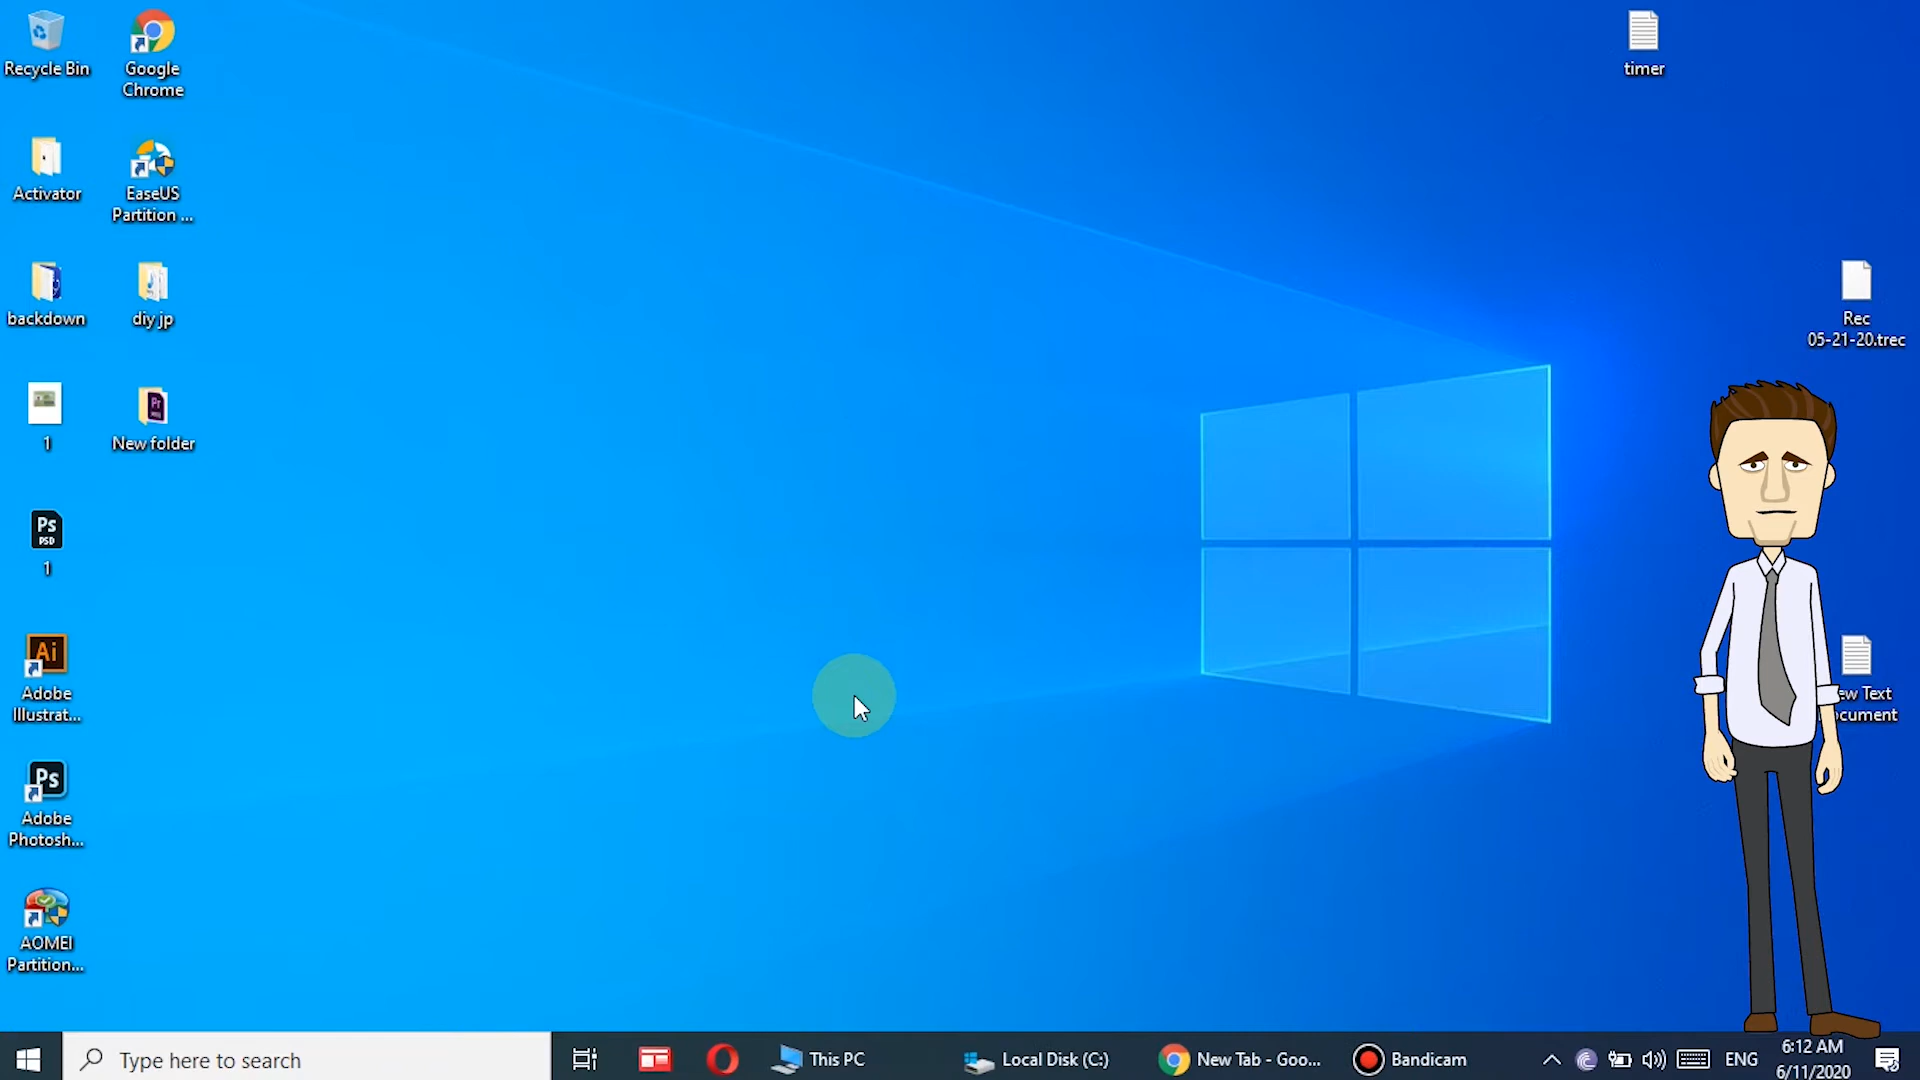 Recycle Bin
Google
Chrome
timer
Activator
EaseUS
Partition ...
backdown
diy jp
Rec
05-21-20.trec
1
New folder
Pr
Ps
PSD
1
Ai
Adobe
Illustrat...
ew Text
ocument
Ps
Adobe
Photosh...
AOMEI
Partition...
Type here to search
This PC
Local Disk (C:)
New Tab - Goo...
Bandicam
ENG
6:12 AM
6/11/2020